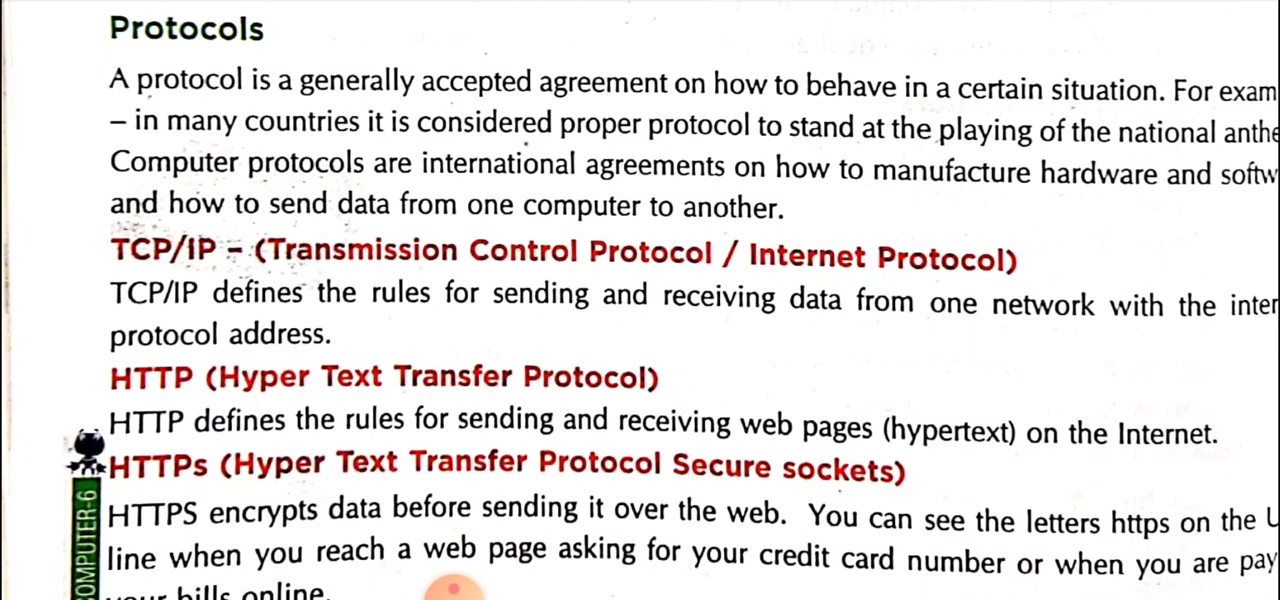 Protocols
A protocol is a generally accepted agreement on how to behave in a certain situation. For exam
– in many countries it is considered proper protocol to stand at the playing of the national anthe
Computer protocols are international agreements on how to manufacture hardware and softw
and how to send data from one computer to another.
TCP/IP – (Transmission Control Protocol / Internet Protocol)
TCP/IP defines the rules for sending and receiving data from one network with the inter
protocol address.
HTTP (Hyper Text Transfer Protocol)
HTTP defines the rules for sending and receiving web pages (hypertext) on the Internet.
HTTPs (Hyper Text Transfer Protocol Secure sockets)
HTTPS encrypts data before sending it over the web. You can see the letters https on the U
line when you reach a web page asking for your credit card number or when you are pay
your bills online.
OMPUTER-6